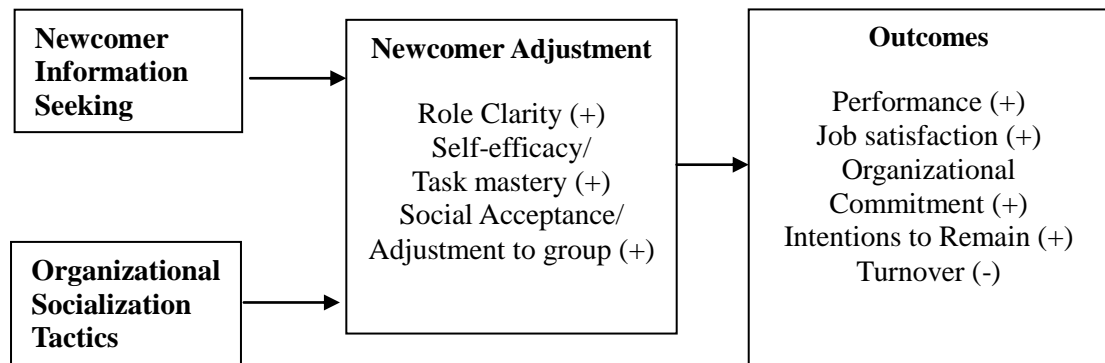 Newcomer
Information
Seeking
Organizational
Socialization
Tactics
Newcomer Adjustment
Role Clarity (+)
Self-efficacy/
Task mastery (+)
Social Acceptance/
Adjustment to group (+)
Outcomes
Performance (+)
Job satisfaction (+)
Organizational
Commitment (+)
Intentions to Remain (+)
Turnover (-)